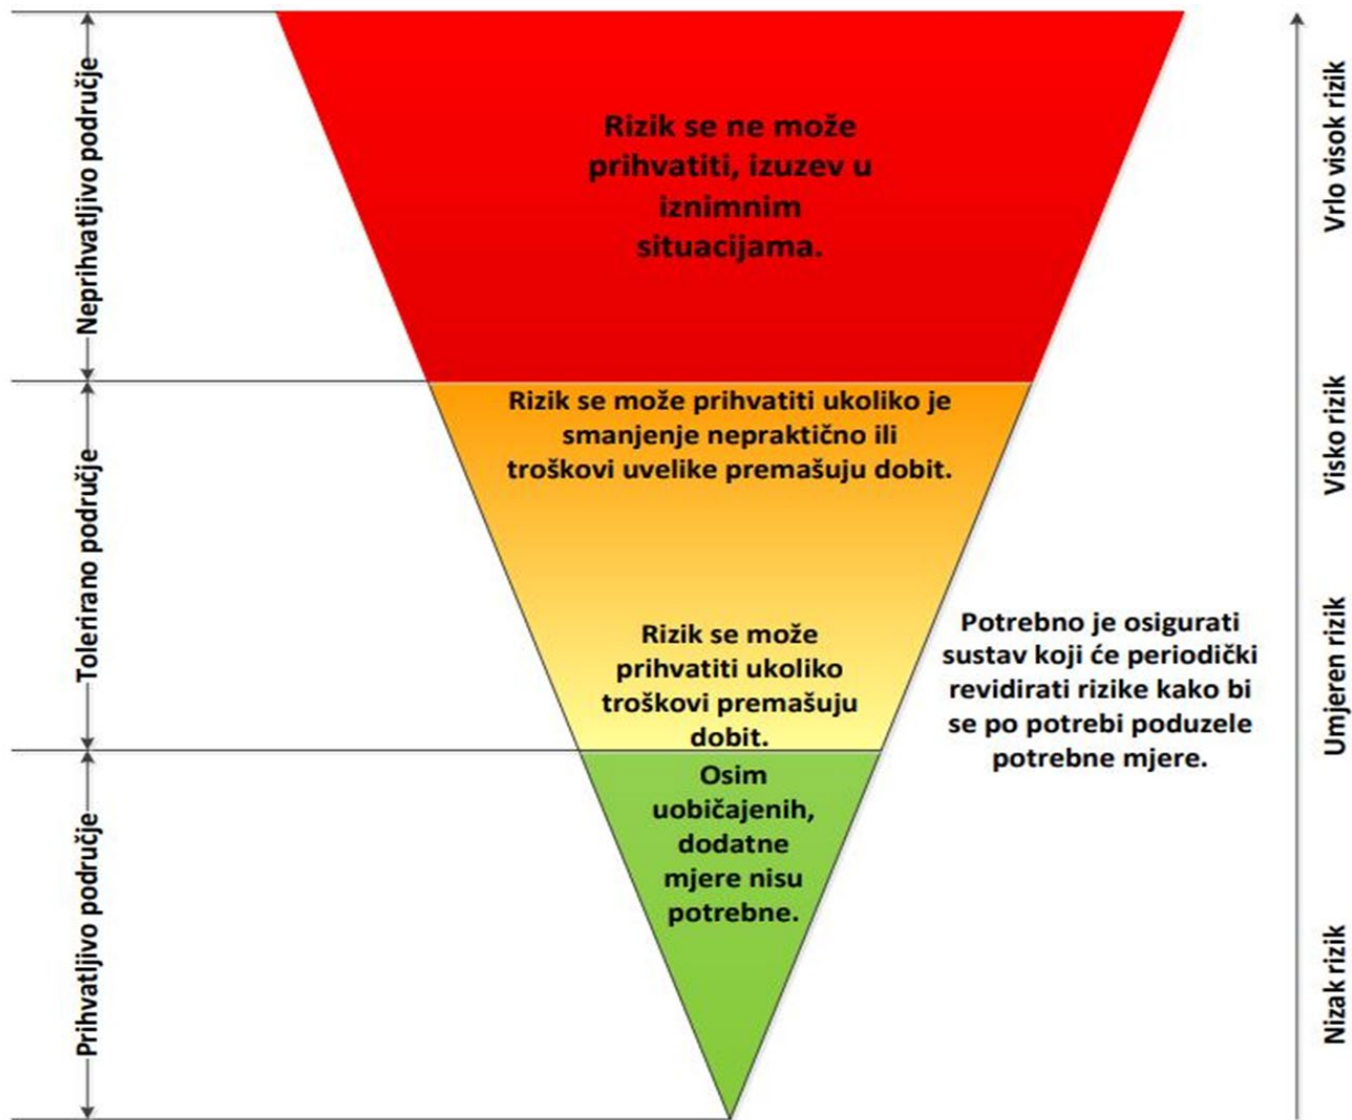 Neprihvatljivo područje
Tolerirano područje
Prihvatljivo područje
Rizik se ne može
prihvatiti, izuzev u
iznimnim
situacijama.
Rizik se može prihvatiti ukoliko je
smanjenje nepraktično ili
troškovi uvelike premašuju dobit.
Rizik se može
prihvatiti ukoliko
troškovi premašuju
dobit.
Osim
uobičajenih,
dodatne
mjere nisu
potrebne.
Potrebno je osigurati
sustav koji će periodički
revidirati rizike kako bi
se po potrebi poduzele
potrebne mjere.
Vrlo visok rizik
Visko rizik
Umjeren rizik
Nizak rizik